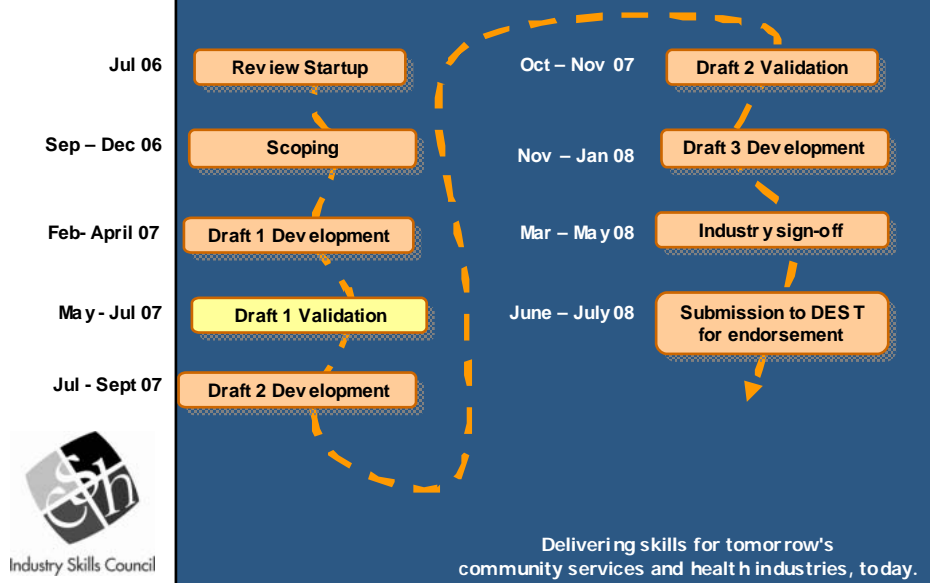 Jul 06
Review Startup
Sep – Dec 06
Scoping
Feb- April 07
Draft 1 Development
May - Jul 07
Draft 1 Validation
Jul - Sept 07
Draft 2 Development
Oct – Nov 07
Draft 2 Validation
Nov – Jan 08
Draft 3 Development
Mar – May 08
Industry sign-off
June – July 08
Submission to DEST
for endorsement
cs&h
Industry Skills Council
Delivering skills for tomorrow's
community services and health industries, today.